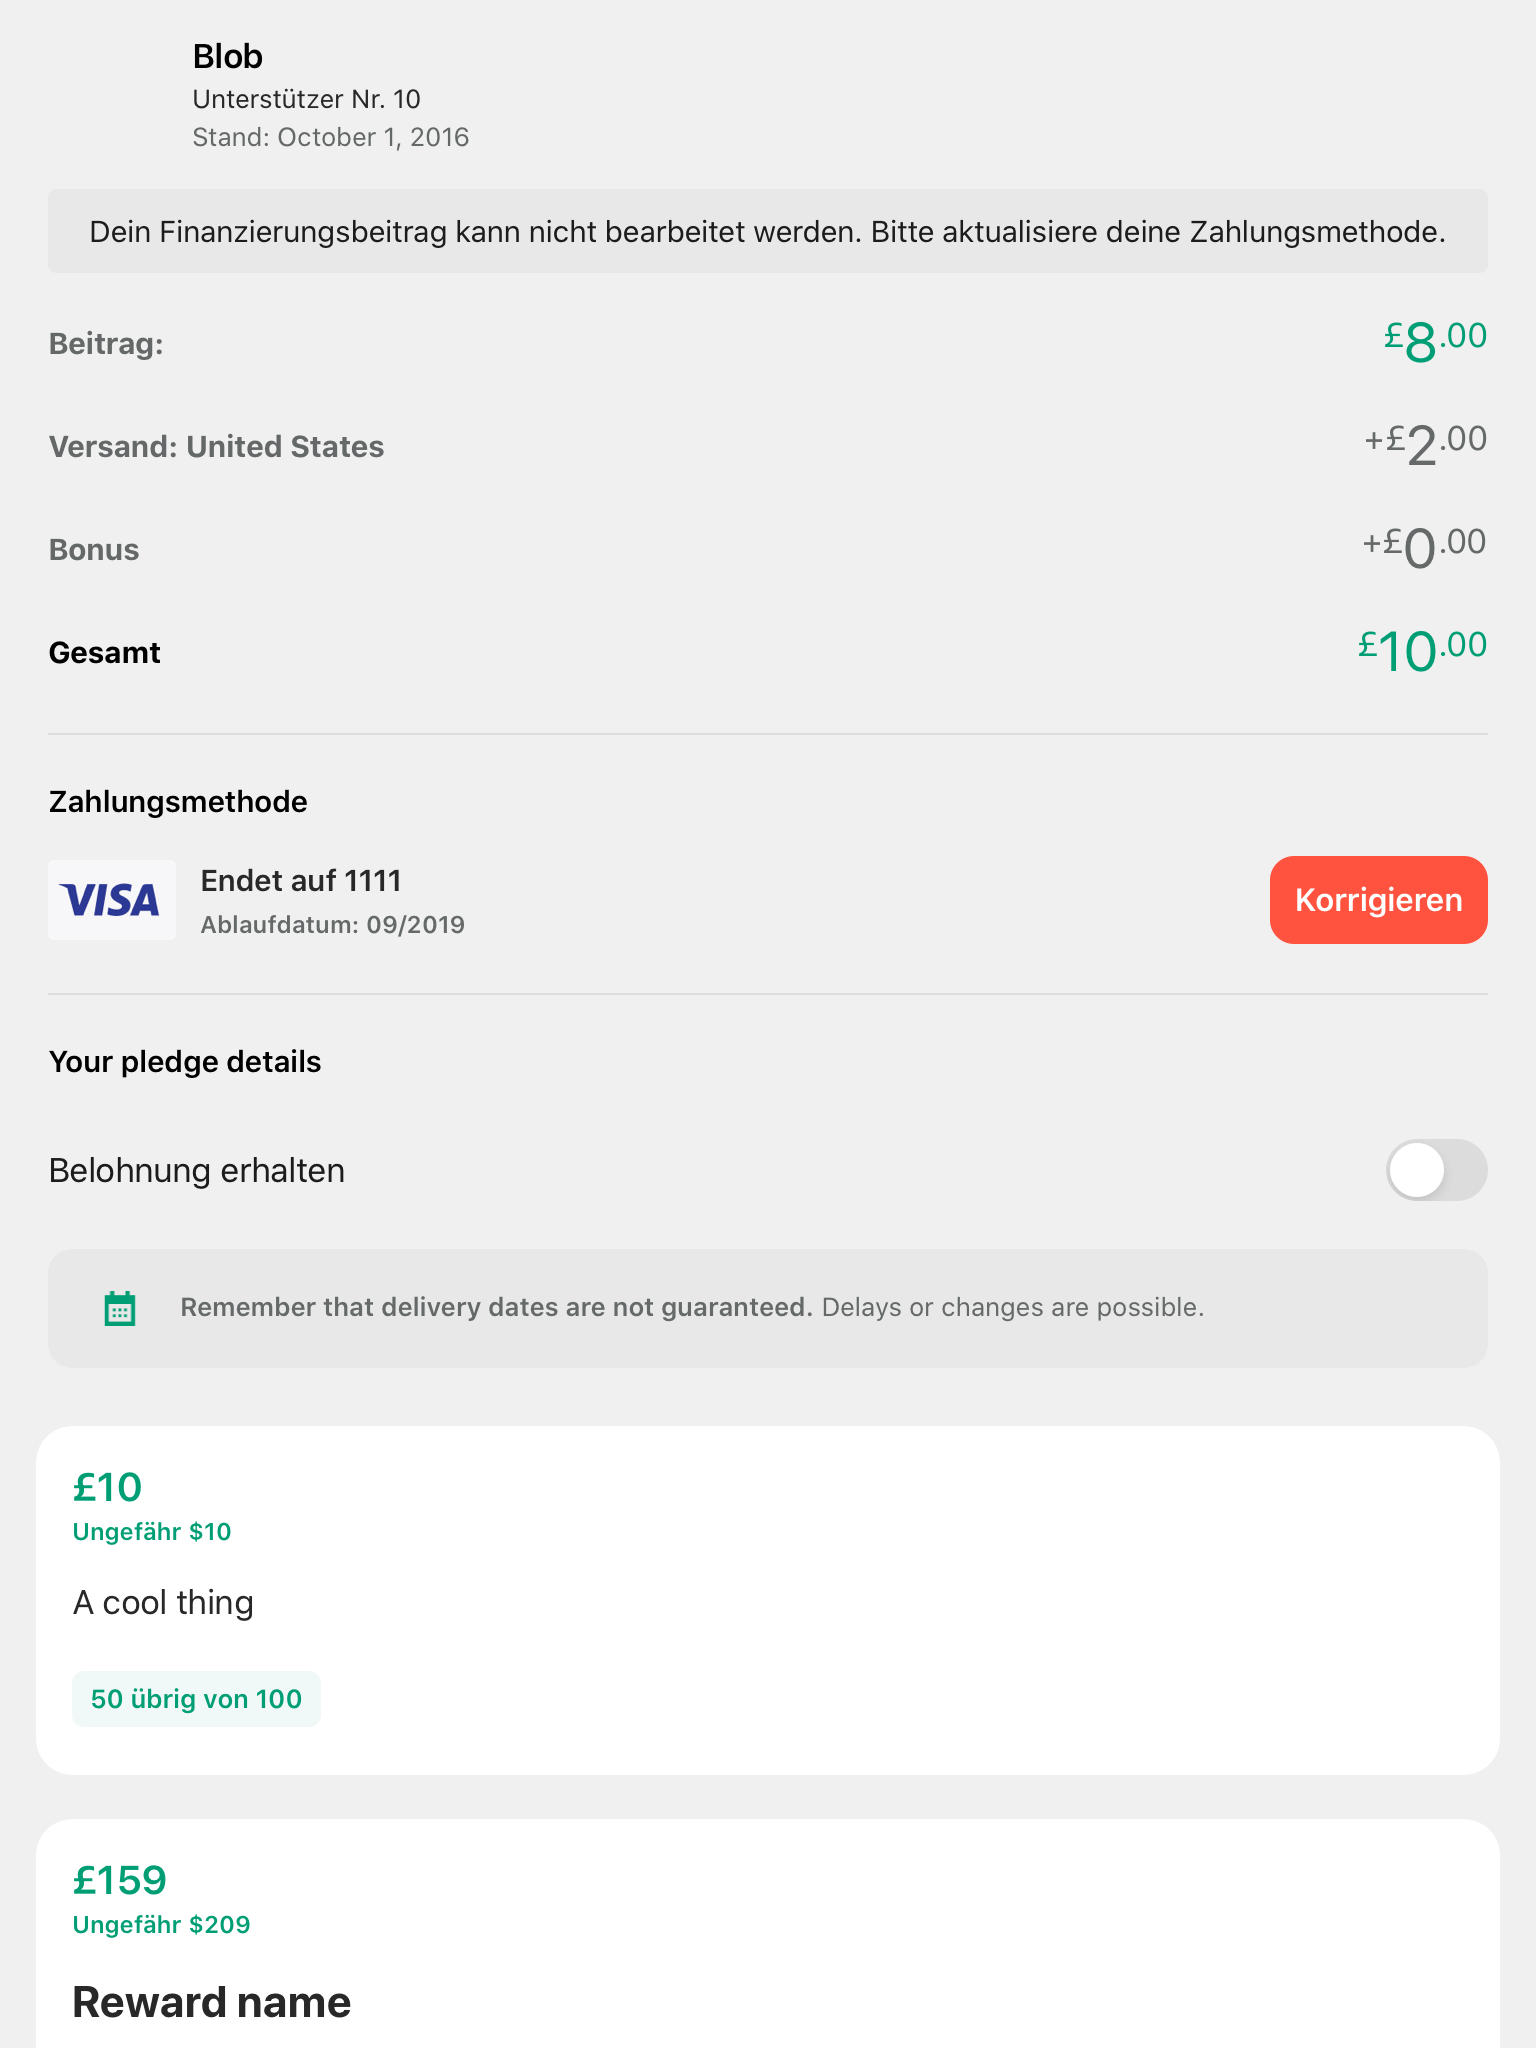 Blob
Unterstützer Nr. 10
Stand: October 1, 2016
Dein Finanzierungsbeitrag kann nicht bearbeitet werden. Bitte aktualisiere deine Zahlungsmethode.
Beitrag: £8.00
Versand: United States +£2.00
Bonus +£0.00
Gesamt £10.00
Zahlungsmethode
VISA
Endet auf 1111
Ablaufdatum: 09/2019
Korrigieren
Your pledge details
Belohnung erhalten
Remember that delivery dates are not guaranteed. Delays or changes are possible.
£10
Ungefähr $10
A cool thing
50 übrig von 100
£159
Ungefähr $209
Reward name